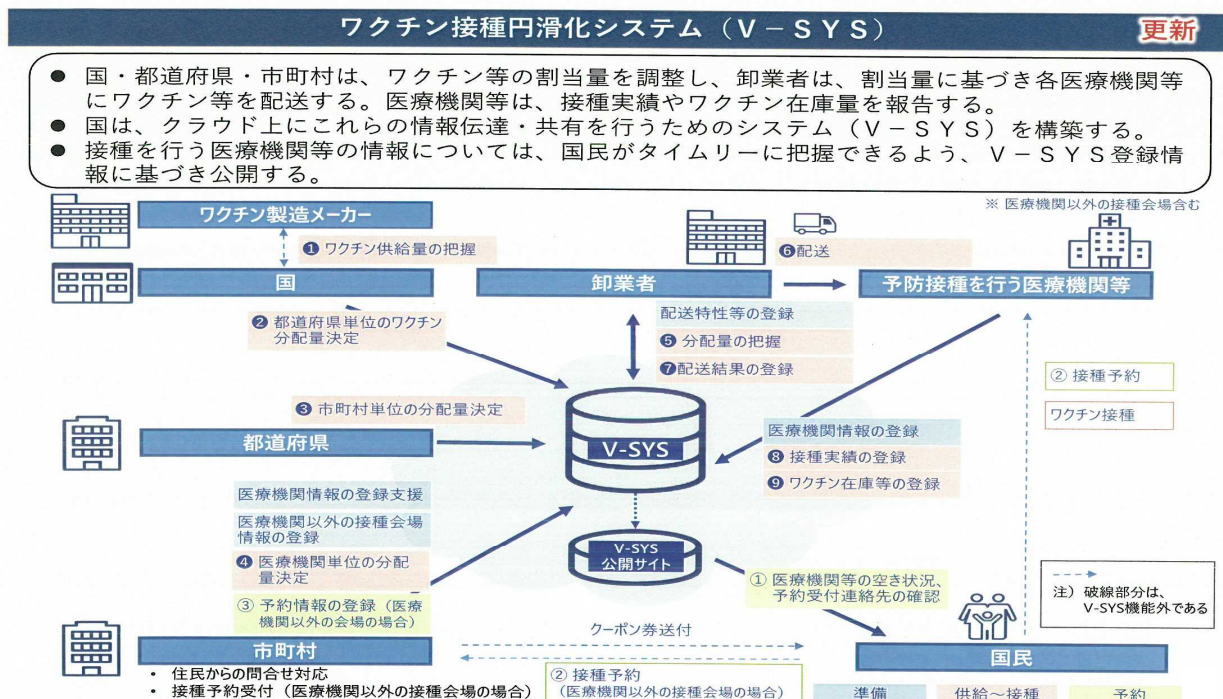 ワクチン接種円滑化システム（V－SYS）
更新
● 国・都道府県・市町村は、ワクチン等の割当量を調整し、卸業者は、割当量に基づき各医療機関等
にワクチン等を配送する。医療機関等は、接種実績やワクチン在庫量を報告する。
● 国は、クラウド上にこれらの情報伝達・共有を行うためのシステム（V－SYS）を構築する。
● 接種を行う医療機関等の情報については、国民がタイムリーに把握できるよう、V－SYS登録情
報に基づき公開する。
※ 医療機関以外の接種会場含む
ワクチン製造メーカー
❶ ワクチン供給量の把握
❻配送
国
卸業者
予防接種を行う医療機関等
❷ 都道府県単位のワクチン
分配量決定
配送特性等の登録
❺ 分配量の把握
❼配送結果の登録
② 接種予約
ワクチン接種
❸ 市町村単位の分配量決定
都道府県
V-SYS
医療機関情報の登録
❽ 接種実績の登録
❾ ワクチン在庫等の登録
医療機関情報の登録支援
医療機関以外の接種会場
情報の登録
❹ 医療機関単位の分配
量決定
③ 予約情報の登録（医療
機関以外の会場の場合）
V-SYS
公開サイト
① 医療機関等の空き状況、
予約受付連絡先の確認
注）破線部分は、
V-SYS機能外である
クーポン券送付
市町村
国民
・ 住民からの問合せ対応
・ 接種予約受付（医療機関以外の接種会場の場合）
② 接種予約
（医療機関以外の接種会場の場合）
準備
供給～接種
予約